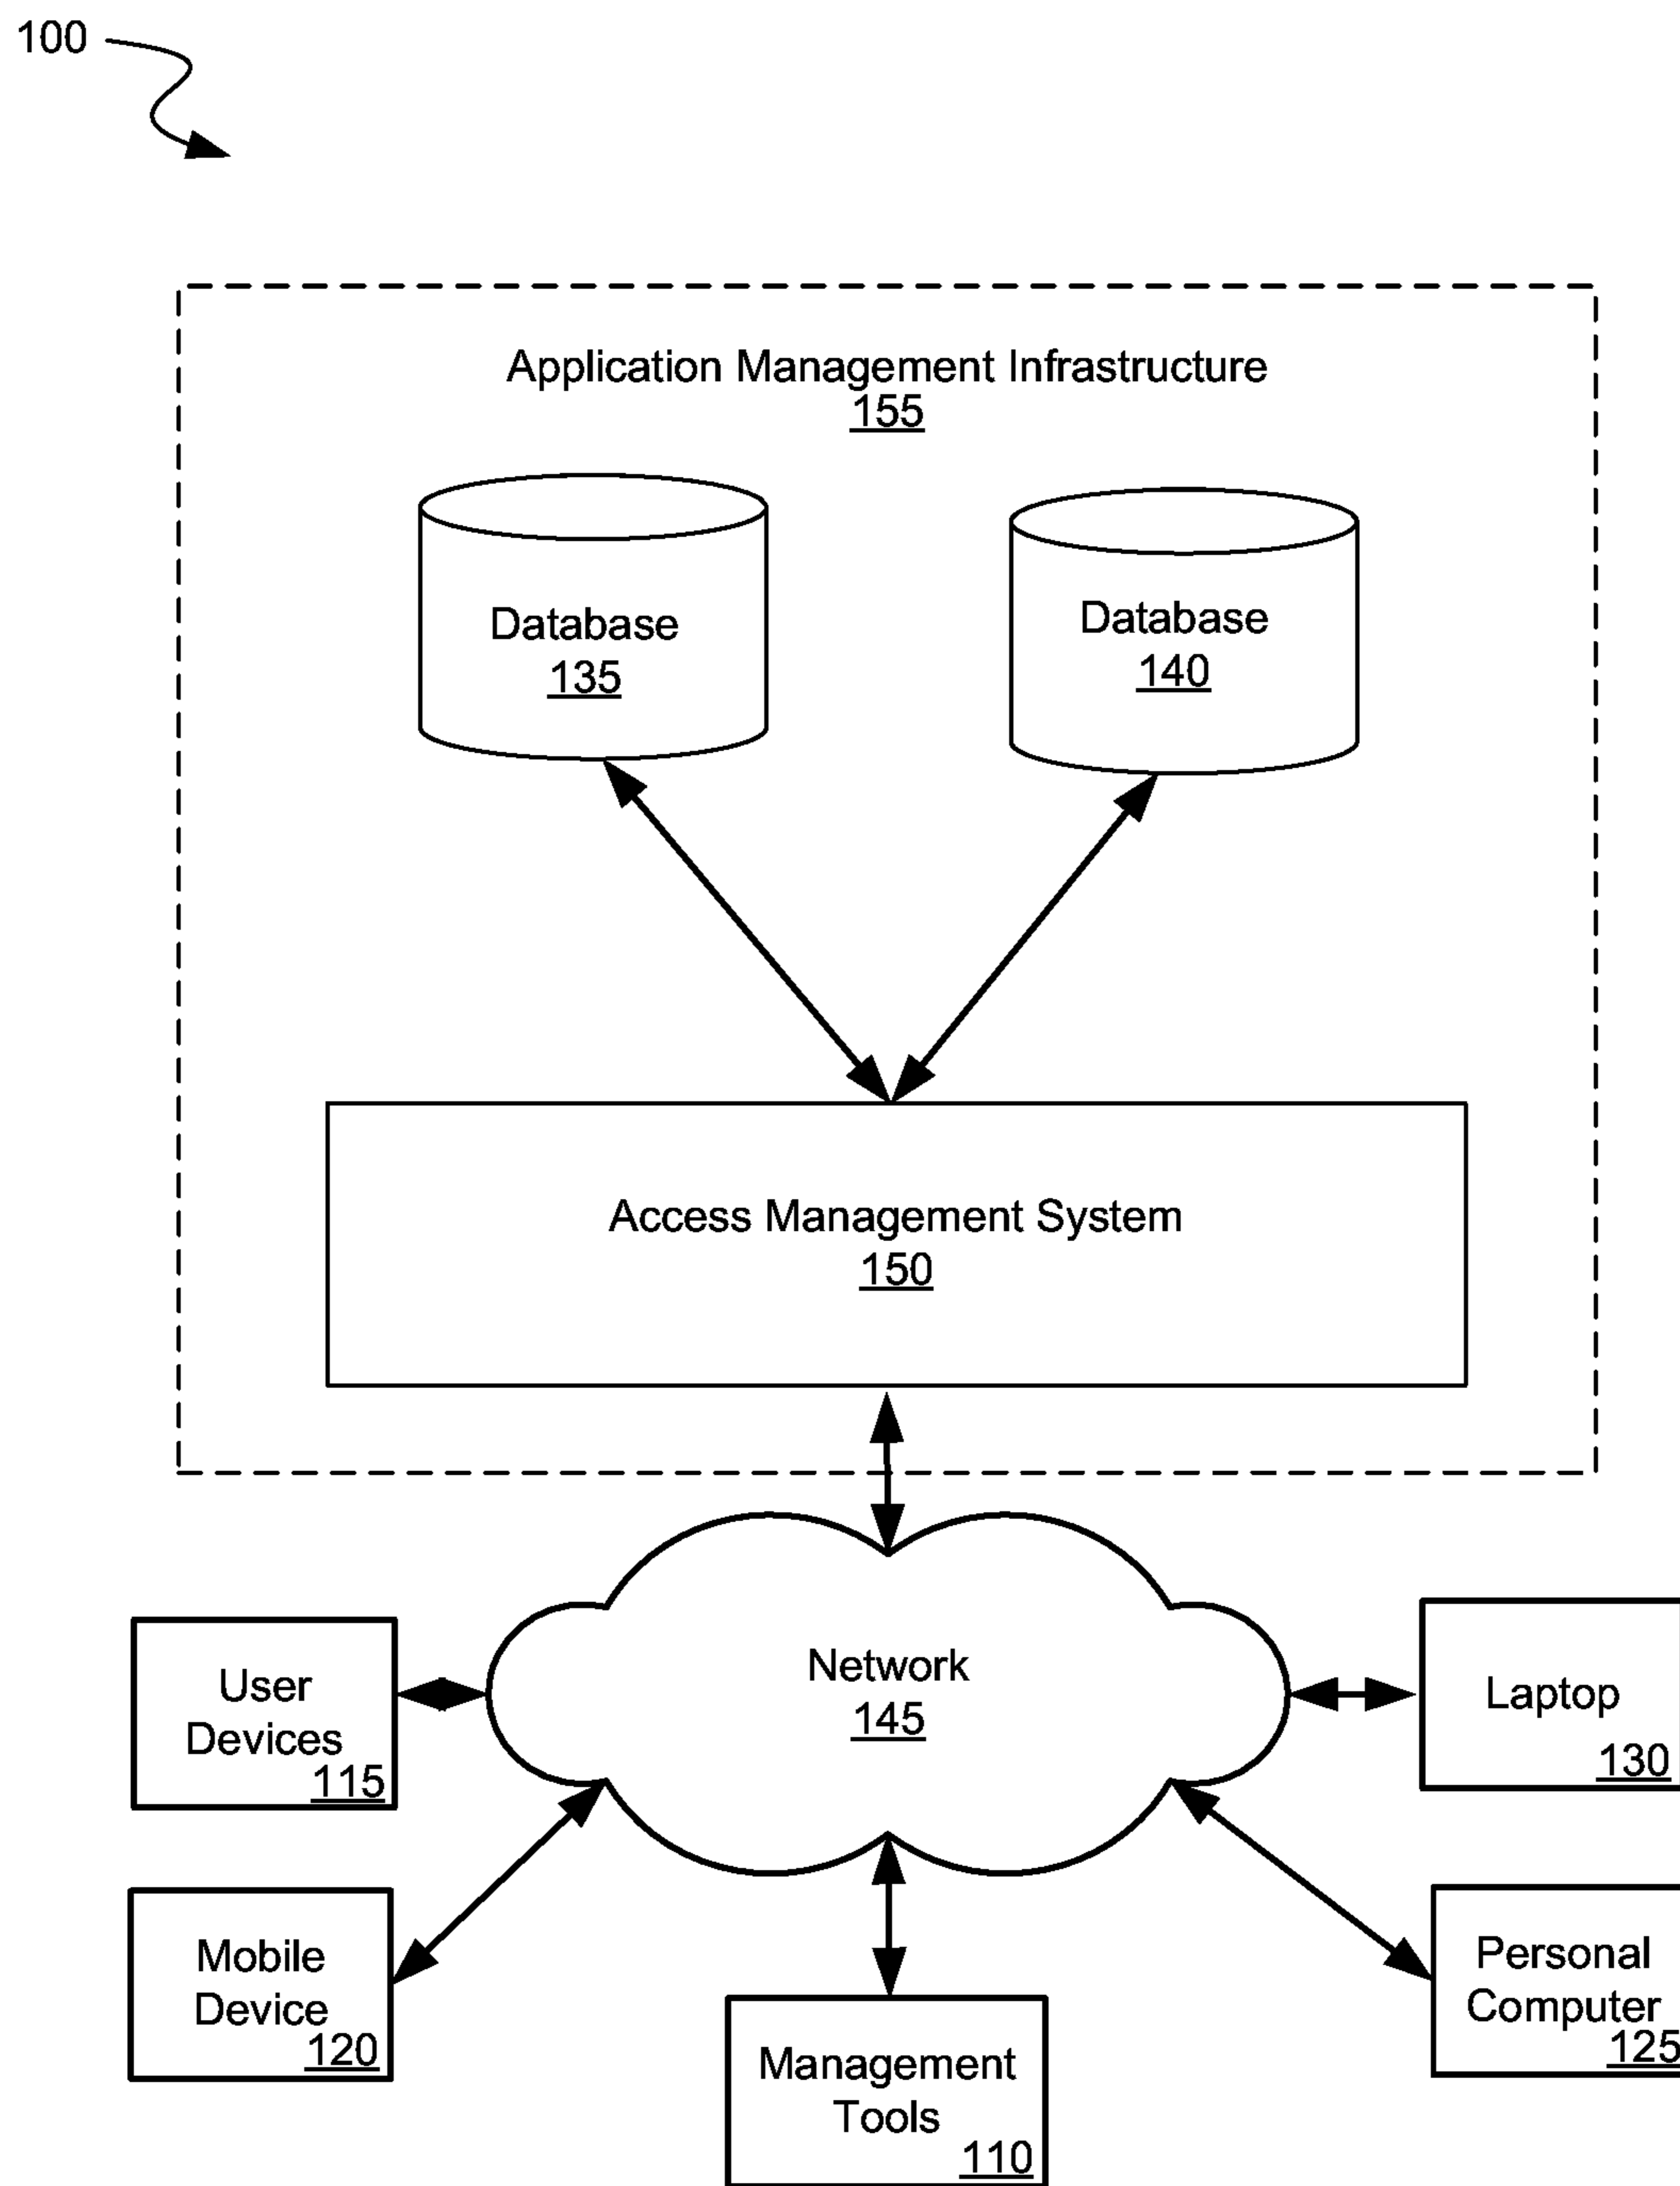 100
Application Management Infrastructure
155
Database
135
Database
140
Access Management System
150
Network
145
User
Devices
115
Laptop
130
Mobile
Device
120
Personal
Computer
125
Management
Tools
110